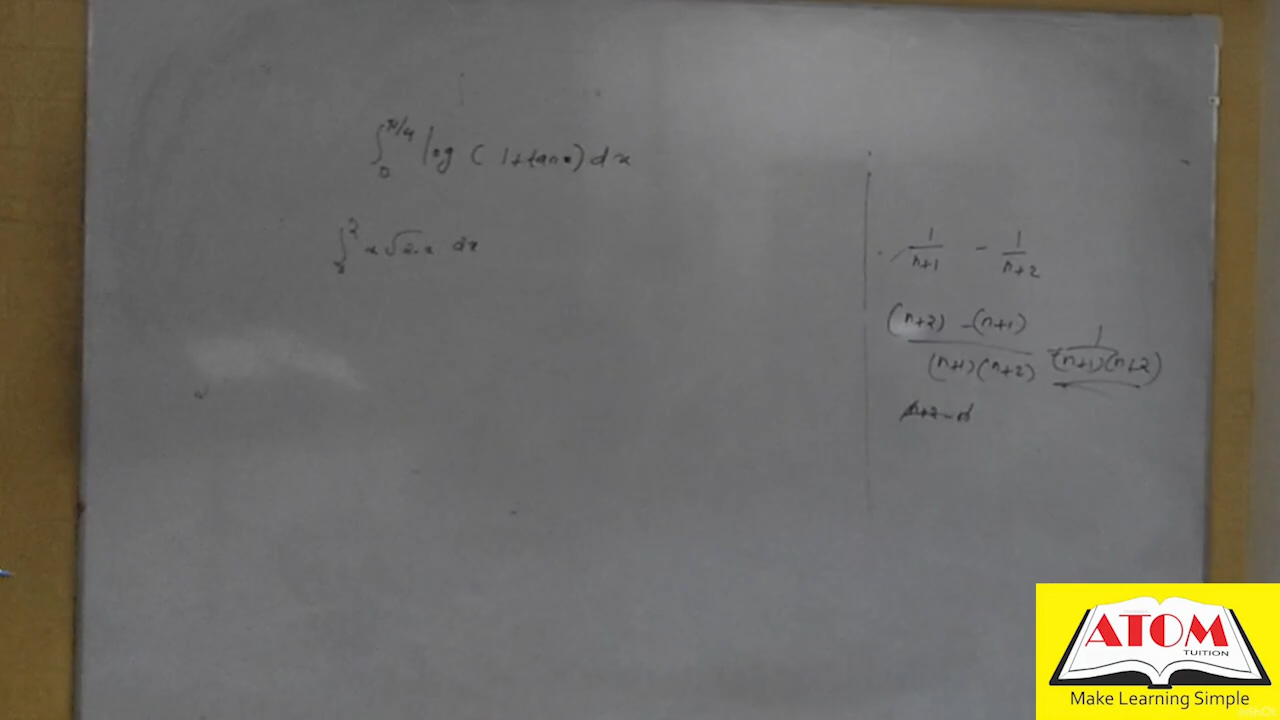 ∫₀^π/4 log ( 1+tanx) dx
∫ ² x √2-x dx
1/n+1 - 1/n+2
(n+2) -(n+1) / (n+1)(n+2) 1/(n+1)(n+2)
ATOM
TUITION
Make Learning Simple